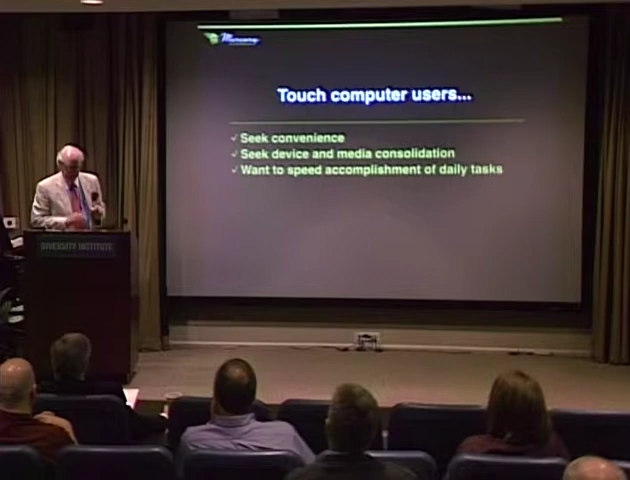 Mercury
Touch computer users...
✓ Seek convenience
✓ Seek device and media consolidation
✓ Want to speed accomplishment of daily tasks
DIVERSITY INSTITUTE